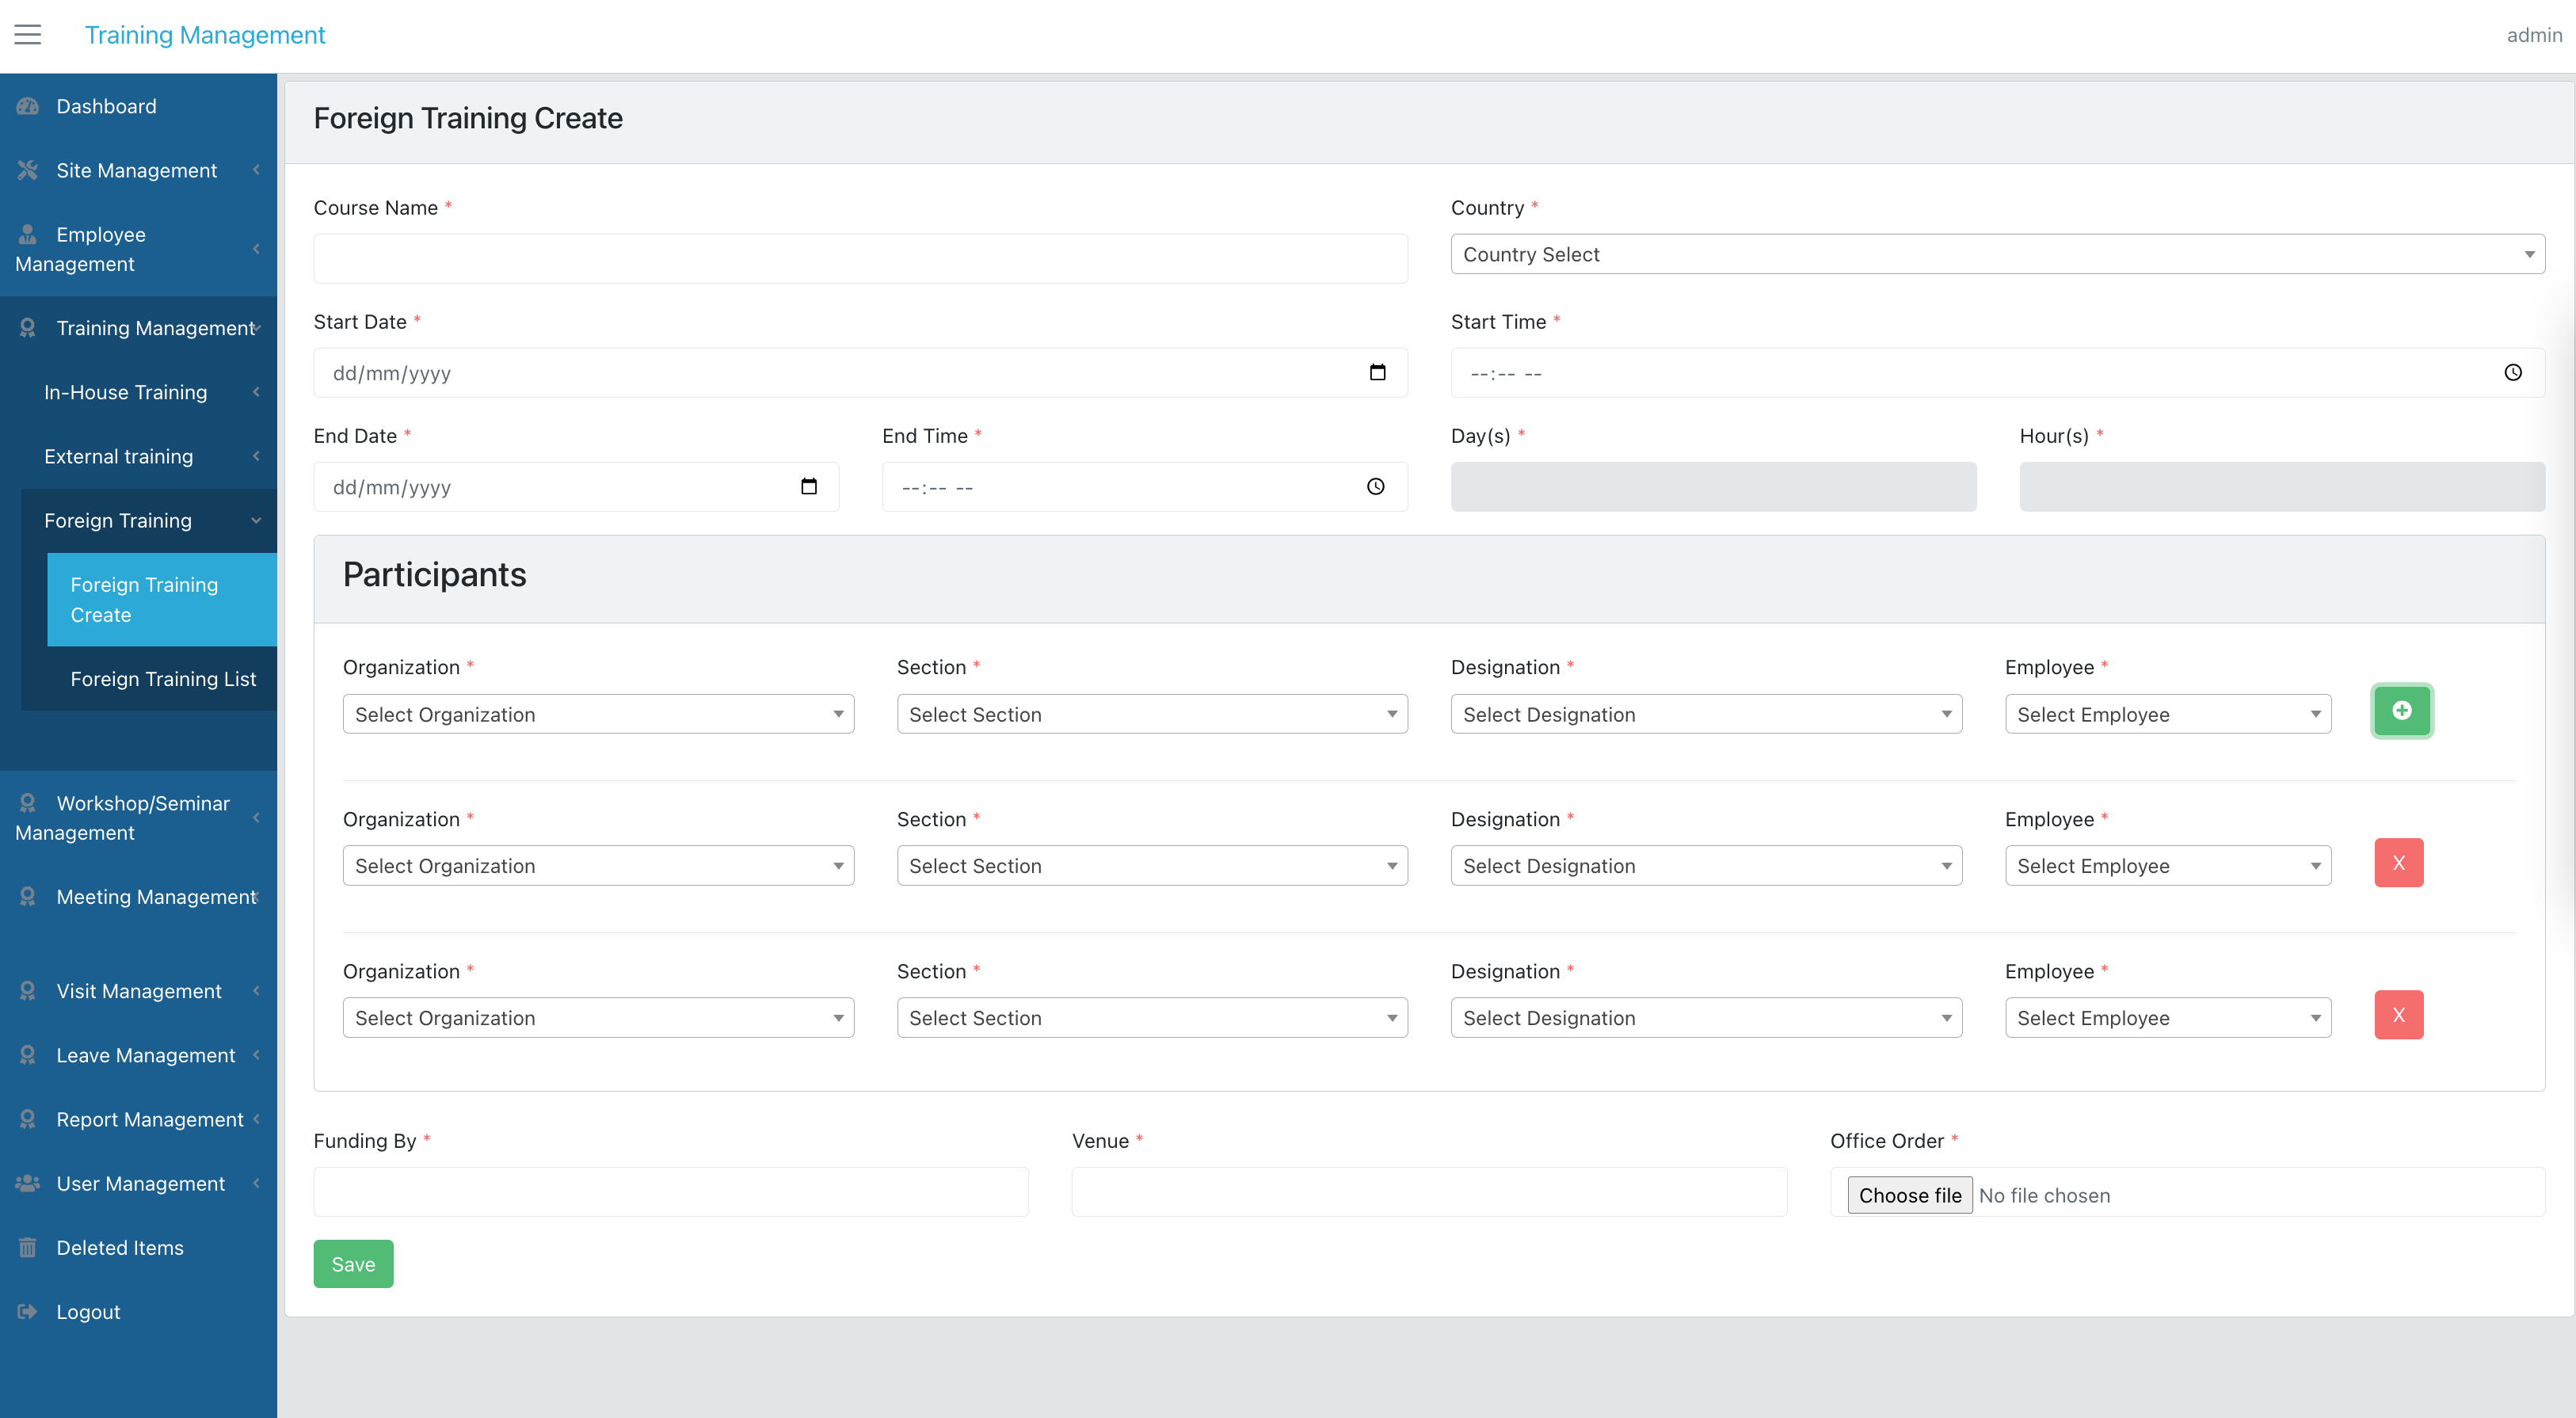 Training Management
admin
Dashboard
Site Management
Employee
Management
Training Management
In-House Training
External training
Foreign Training
Foreign Training
Create
Foreign Training List
Workshop/Seminar
Management
Meeting Management
Visit Management
Leave Management
Report Management
User Management
Deleted Items
Logout
Foreign Training Create
Course Name *
Country *
Country Select
Start Date *
Start Time *
dd/mm/yyyy
--:-- --
End Date *
End Time *
Day(s) *
Hour(s) *
dd/mm/yyyy
--:-- --
Participants
Organization *
Section *
Designation *
Employee *
Select Organization
Select Section
Select Designation
Select Employee
Organization *
Section *
Designation *
Employee *
Select Organization
Select Section
Select Designation
Select Employee
X
Organization *
Section *
Designation *
Employee *
Select Organization
Select Section
Select Designation
Select Employee
X
Funding By *
Venue *
Office Order *
Choose file No file chosen
Save